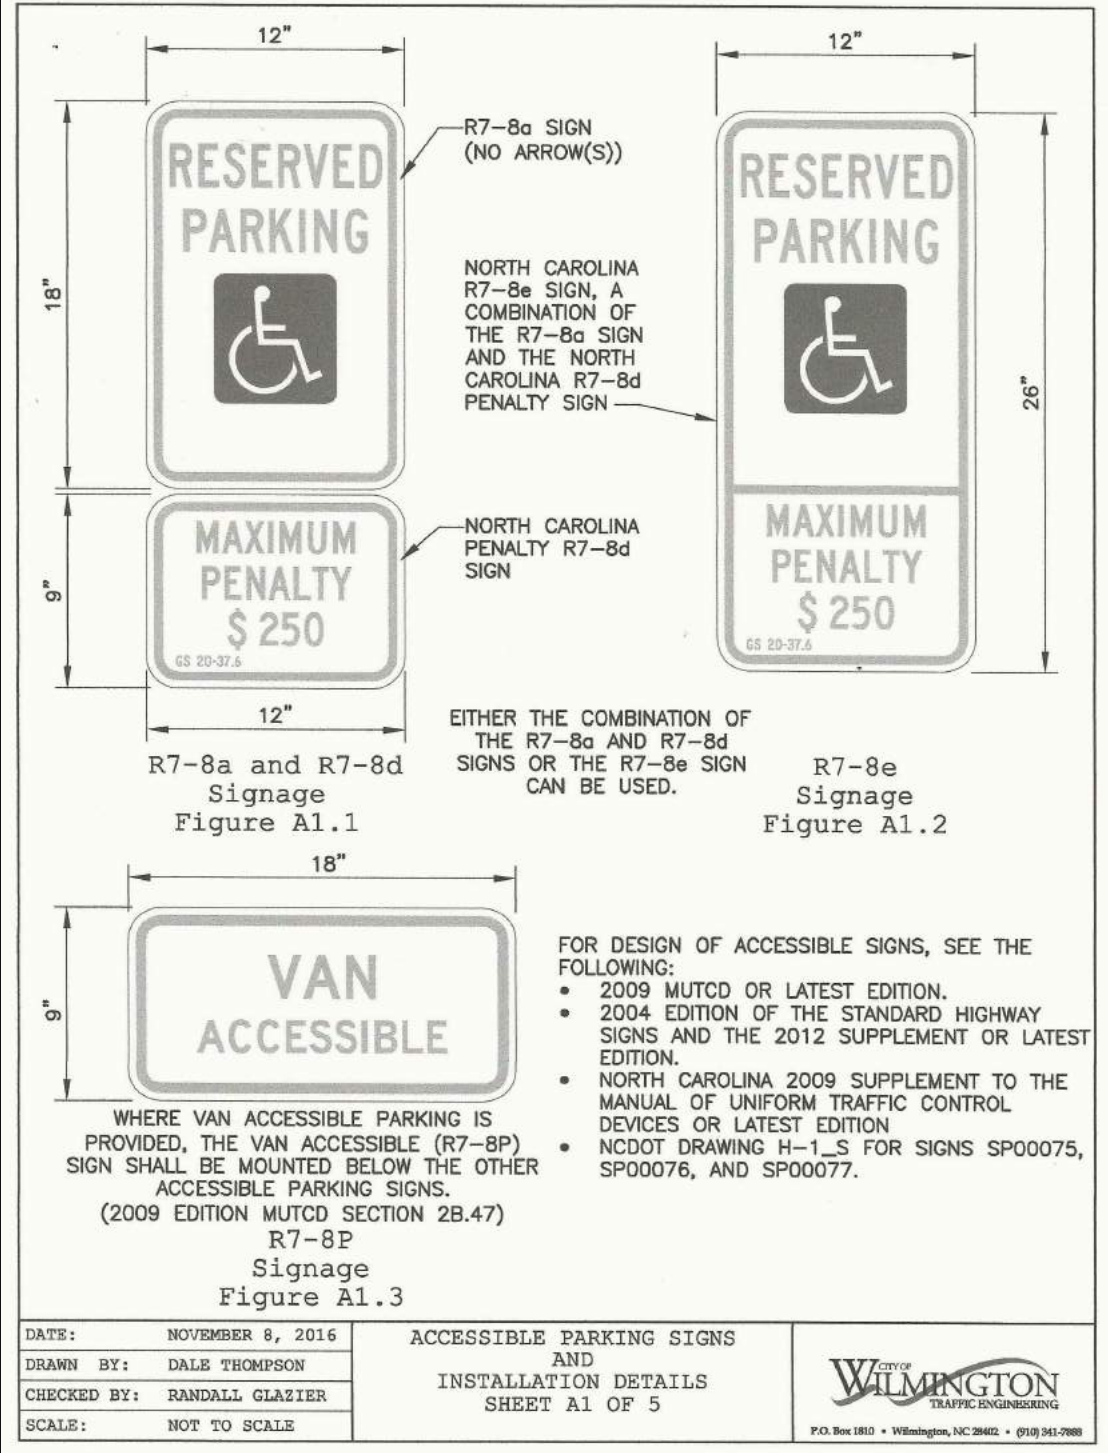 12"
18"
RESERVED
PARKING
9"
MAXIMUM
PENALTY
$ 250
GS 20-37.6
12"
R7-8a and R7-8d
Signage
Figure A1.1
R7-8a SIGN
(NO ARROW(S))
NORTH CAROLINA
R7-8e SIGN, A
COMBINATION OF
THE R7-8a SIGN
AND THE NORTH
CAROLINA R7-8d
PENALTY SIGN
NORTH CAROLINA
PENALTY R7-8d
SIGN
EITHER THE COMBINATION OF
THE R7-8a AND R7-8d
SIGNS OR THE R7-8e SIGN
CAN BE USED.
12"
RESERVED
PARKING
26"
MAXIMUM
PENALTY
$ 250
GS 20-37.6
R7-8e
Signage
Figure A1.2
18"
9"
VAN
ACCESSIBLE
WHERE VAN ACCESSIBLE PARKING IS
PROVIDED, THE VAN ACCESSIBLE (R7-8P)
SIGN SHALL BE MOUNTED BELOW THE OTHER
ACCESSIBLE PARKING SIGNS.
(2009 EDITION MUTCD SECTION 2B.47)
R7-8P
Signage
Figure A1.3
FOR DESIGN OF ACCESSIBLE SIGNS, SEE THE
FOLLOWING:
• 2009 MUTCD OR LATEST EDITION.
• 2004 EDITION OF THE STANDARD HIGHWAY
SIGNS AND THE 2012 SUPPLEMENT OR LATEST
EDITION.
• NORTH CAROLINA 2009 SUPPLEMENT TO THE
MANUAL OF UNIFORM TRAFFIC CONTROL
DEVICES OR LATEST EDITION
• NCDOT DRAWING H-1_S FOR SIGNS SP00075,
SP00076, AND SP00077.
DATE: NOVEMBER 8, 2016
DRAWN BY: DALE THOMPSON
CHECKED BY: RANDALL GLAZIER
SCALE: NOT TO SCALE
ACCESSIBLE PARKING SIGNS
AND
INSTALLATION DETAILS
SHEET A1 OF 5
CITY OF
WILMINGTON
TRAFFIC ENGINEERING
P.O. Box 1810 • Wilmington, NC 28402 • (910) 341-7888